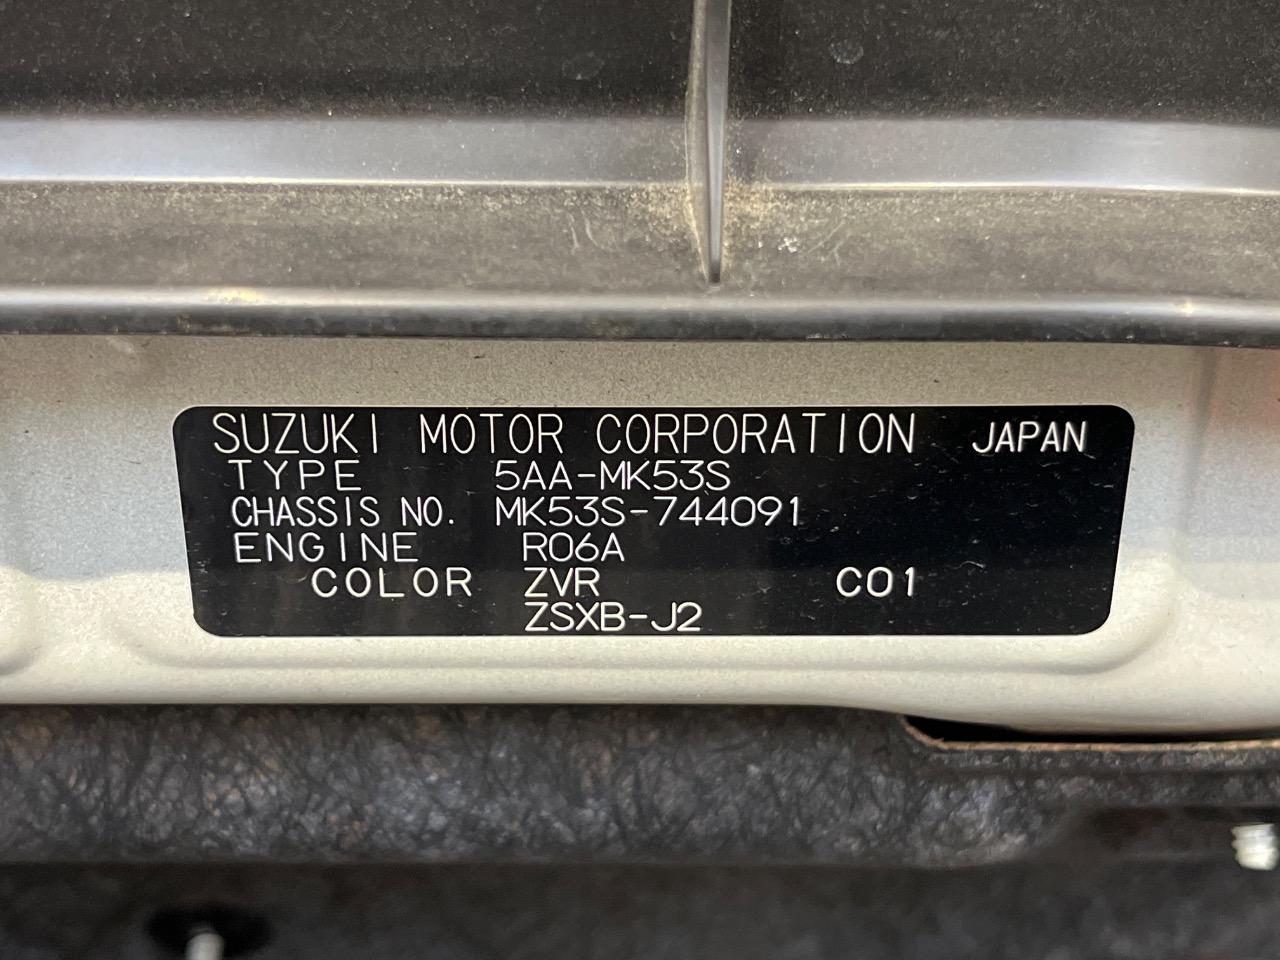 SUZUKI MOTOR CORPORATION JAPAN
TYPE 5AA-MK53S
CHASSIS NO. MK53S-744091
ENGINE R06A
COLOR ZVR C01
ZSXB-J2